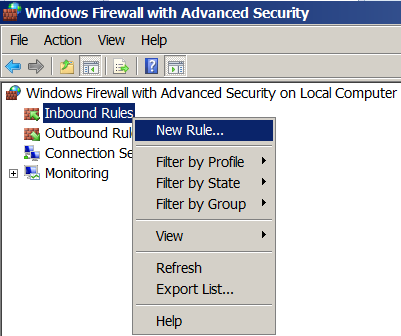 Windows Firewall with Advanced Security
File Action View Help
?
Windows Firewall with Advanced Security on Local Computer
Inbound Rules
Outbound Rul
Connection Se
Monitoring
New Rule...
Filter by Profile
Filter by State
Filter by Group
View
Refresh
Export List...
Help